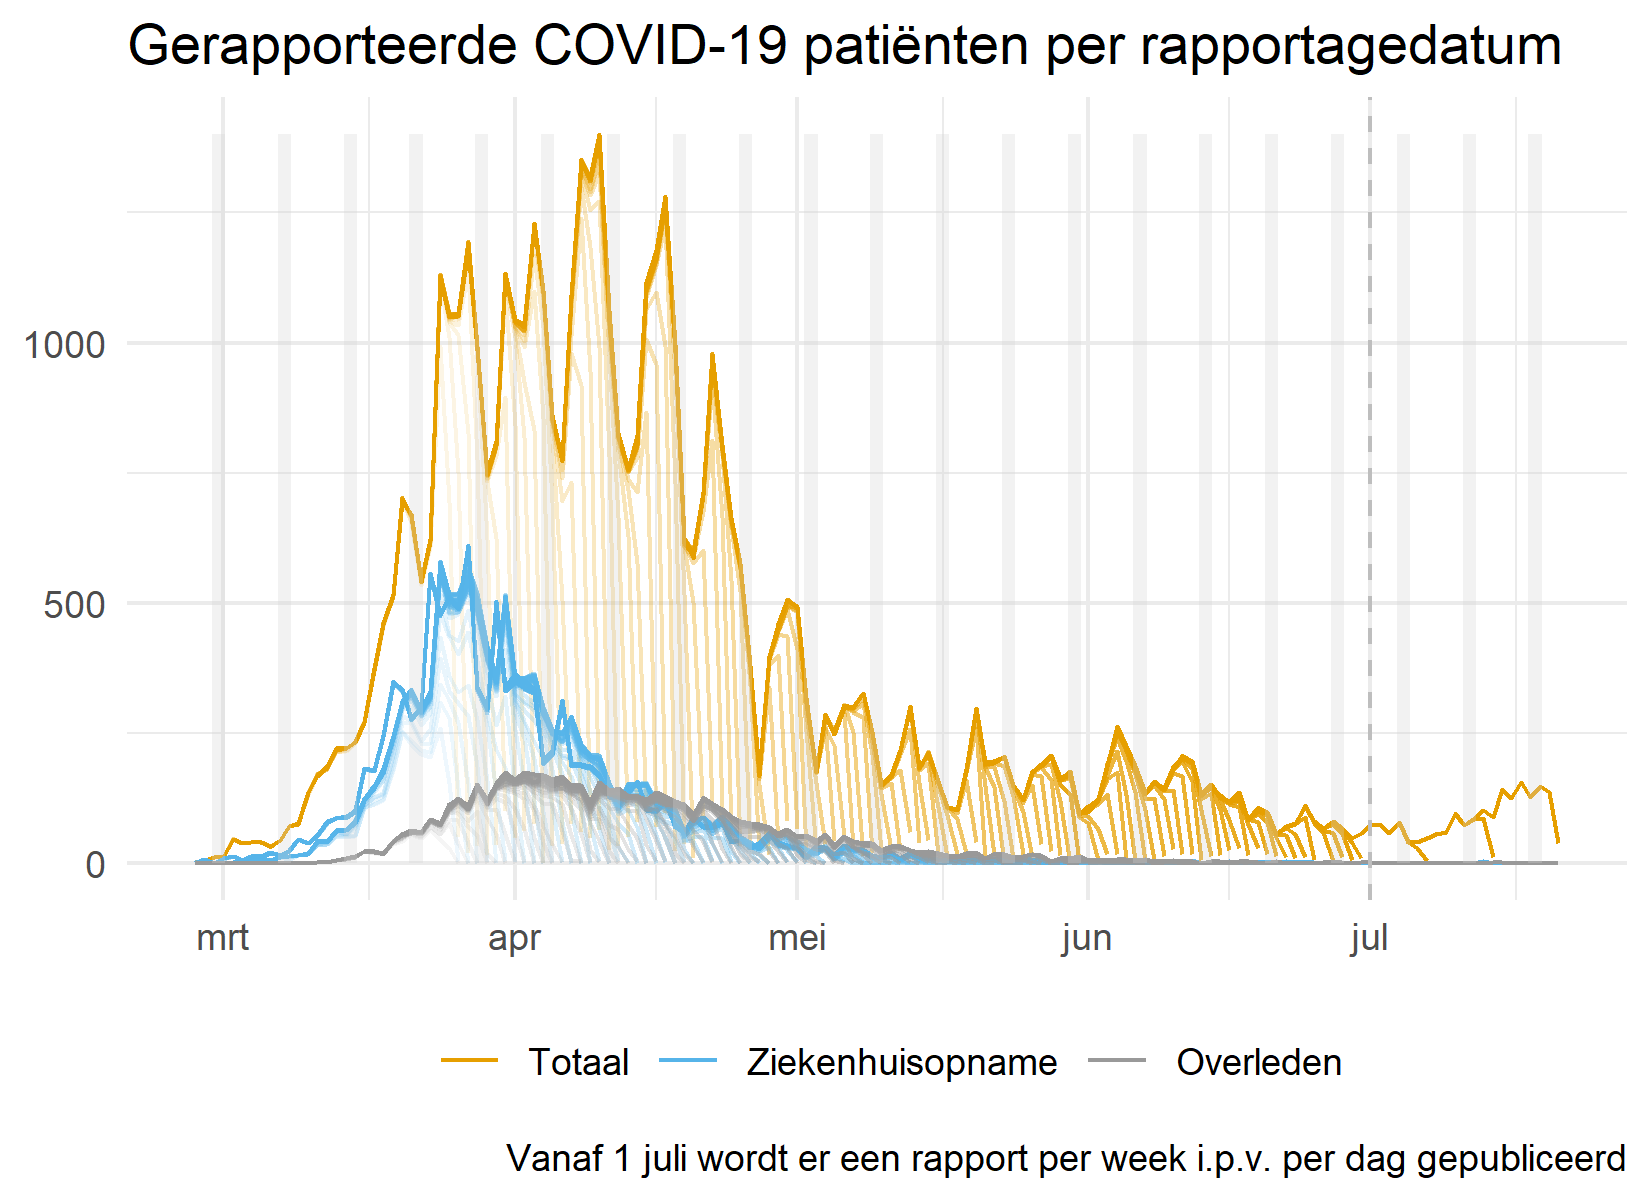 Gerapporteerde COVID-19 patiënten per rapportagedatum
1000
500
0
mrt apr mei jun jul
Totaal Ziekenhuisopname Overleden
Vanaf 1 juli wordt er een rapport per week i.p.v. per dag gepubliceerd